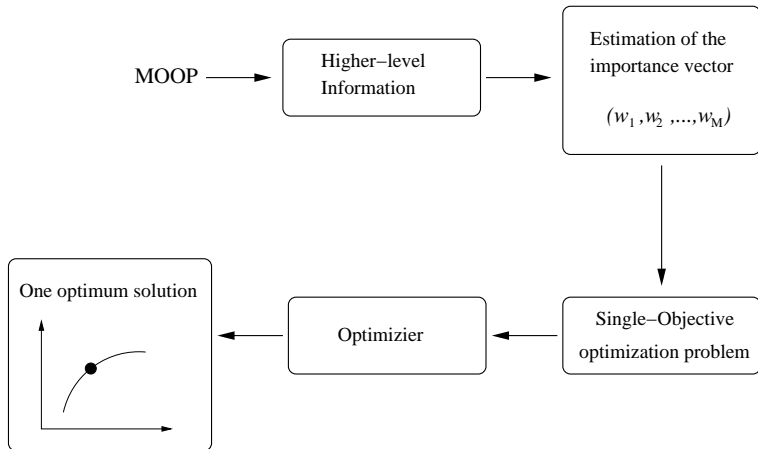 MOOP
Higher−level
Information
Estimation of the
importance vector
(w1 ,w2 ,...,wM)
One optimum solution
Optimizier
Single−Objective
optimization problem